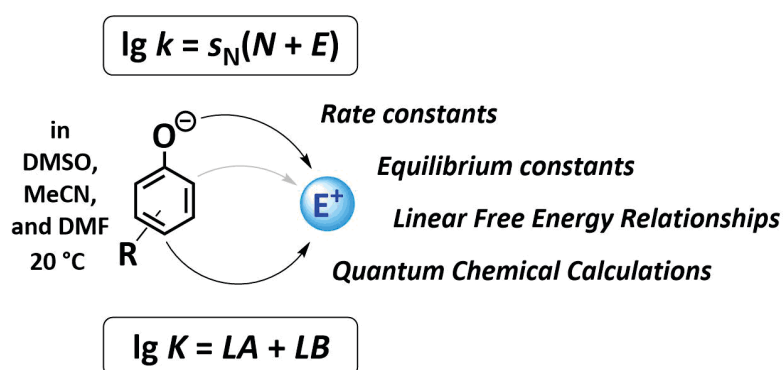 lg k = sN(N + E)
in
DMSO,
MeCN,
and DMF
20 °C
O⊖
R
E+
Rate constants
Equilibrium constants
Linear Free Energy Relationships
Quantum Chemical Calculations
lg K = LA + LB